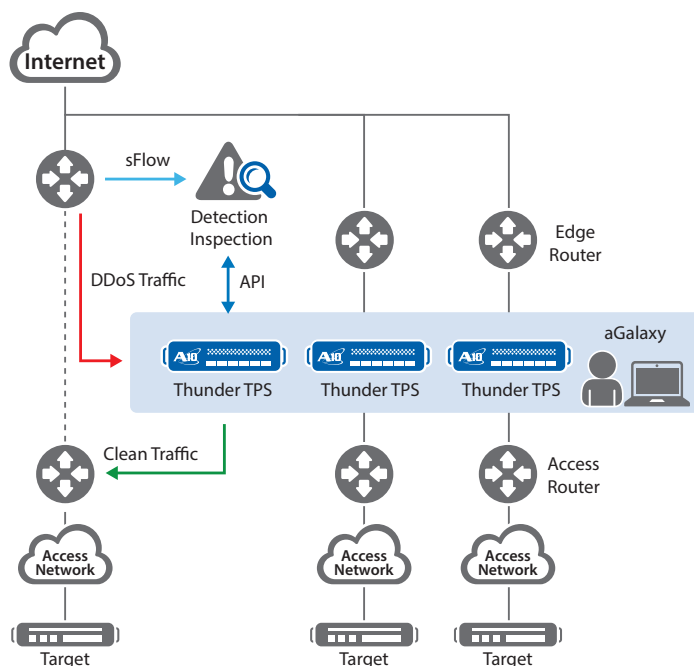 Internet
sFlow
Detection
Inspection
Edge
Router
DDoS Traffic
API
aGalaxy
A10
A10
A10
Thunder TPS
Thunder TPS
Thunder TPS
Clean Traffic
Access
Router
Access
Network
Access
Network
Access
Network
Target
Target
Target